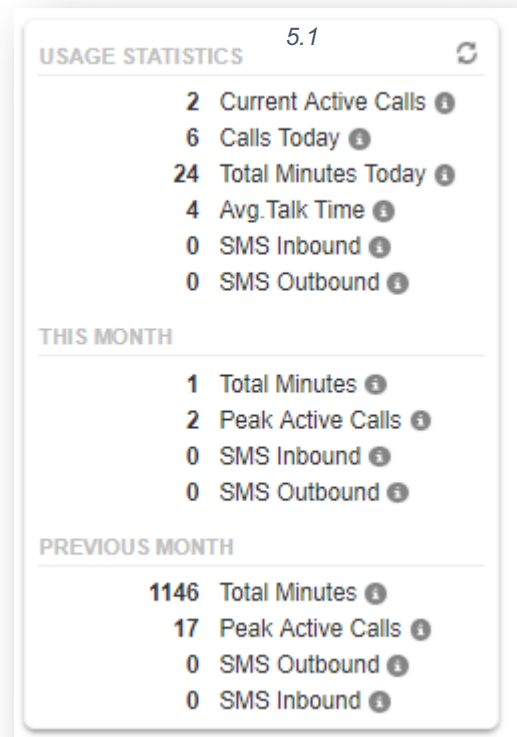 5.1
USAGE STATISTICS
2 Current Active Calls
6 Calls Today
24 Total Minutes Today
4 Avg.Talk Time
0 SMS Inbound
0 SMS Outbound
THIS MONTH
1 Total Minutes
2 Peak Active Calls
0 SMS Inbound
0 SMS Outbound
PREVIOUS MONTH
1146 Total Minutes
17 Peak Active Calls
0 SMS Outbound
0 SMS Inbound